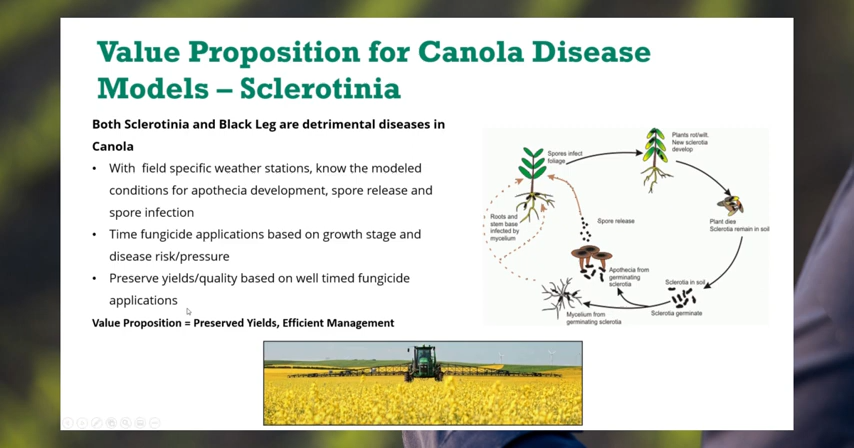 Value Proposition for Canola Disease
Models – Sclerotinia
Both Sclerotinia and Black Leg are detrimental diseases in
Canola
• With field specific weather stations, know the modeled
conditions for apothecia development, spore release and
spore infection
• Time fungicide applications based on growth stage and
disease risk/pressure
• Preserve yields/quality based on well timed fungicide
applications
Value Proposition = Preserved Yields, Efficient Management
Spores infect
foliage
Plants rot/wilt.
New sclerotia
develop
Plant dies
Sclerotia remain in soil
Sclerotia in soil
Sclerotia germinate
Apothecia from
germinating
sclerotia
Spore release
Mycelium from
germinating sclerotia
Roots and
stem base
infected by
mycelium